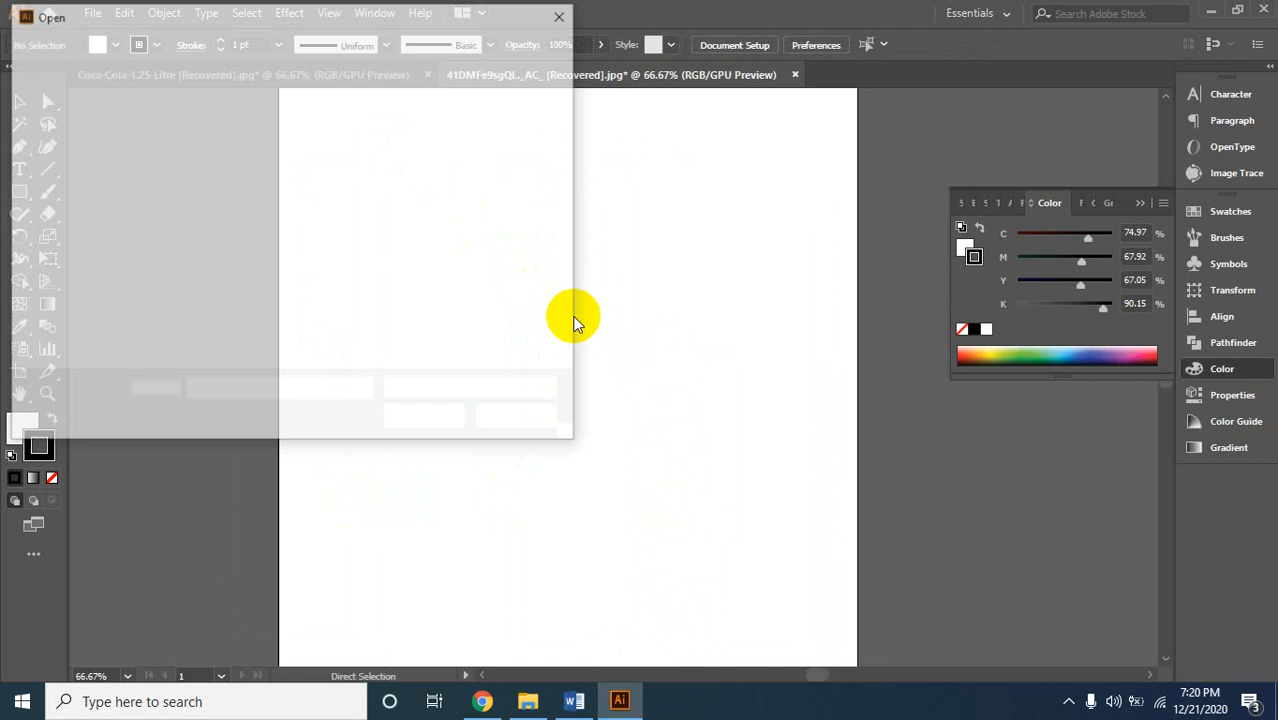 Open
File Edit Object Type Select Effect View Window Help
Essentials
Search Adobe Stock
No Selection
Stroke:
1 pt
Uniform
Basic
Opacity:
100%
Style:
Document Setup
Preferences
Coca-Cola-1.25-Litre [Recovered].jpg* @ 66.67% (RGB/GPU Preview)
41DMFe9sgQL._AC_ [Recovered].jpg* @ 66.67% (RGB/GPU Preview)
Character
Paragraph
OpenType
Image Trace
Swatches
Brushes
Symbols
Transform
Align
Pathfinder
Color
Properties
Color Guide
Gradient
Color
Gr
C 74.97 %
M 67.92 %
Y 67.05 %
K 90.15 %
66.67%
1
Direct Selection
Type here to search
7:20 PM
12/21/2020
3